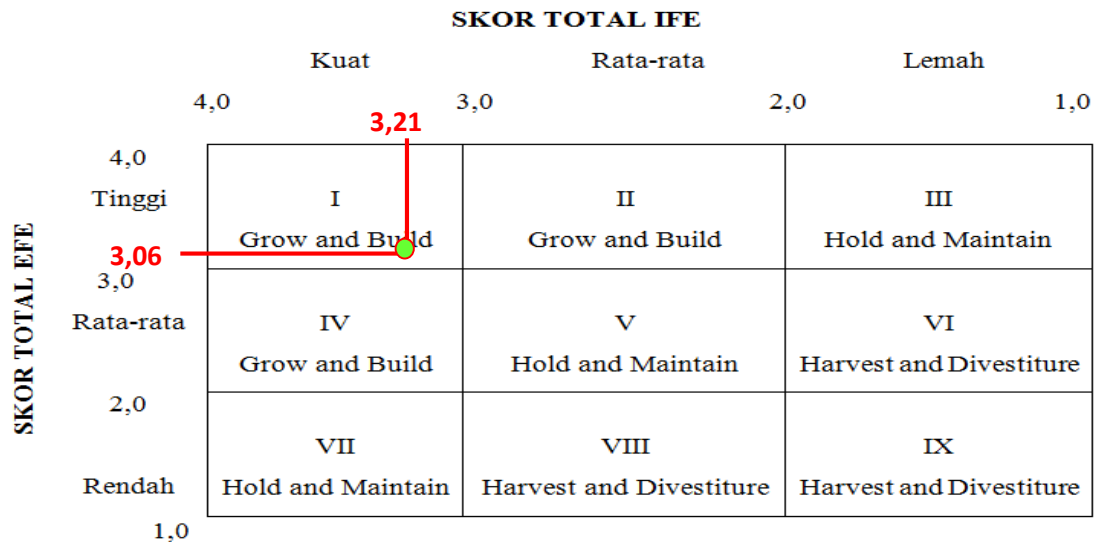 SKOR TOTAL IFE
Kuat Rata-rata Lemah
4,0 3,0 2,0 1,0
3,21
4,0
Tinggi I II III
Grow and Build Grow and Build Hold and Maintain
3,06
3,0
SKOR TOTAL EFE
Rata-rata IV V VI
Grow and Build Hold and Maintain Harvest and Divestiture
2,0
VII VIII IX
Rendah Hold and Maintain Harvest and Divestiture Harvest and Divestiture
1,0